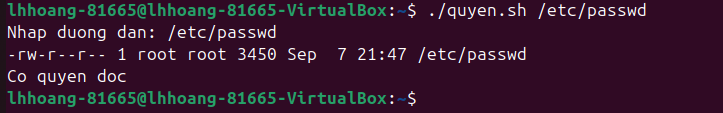 lhhoang-81665@lhhoang-81665-VirtualBox:~$ ./quyen.sh /etc/passwd
Nhap duong dan: /etc/passwd
-rw-r--r-- 1 root root 3450 Sep  7 21:47 /etc/passwd
Co quyen doc
lhhoang-81665@lhhoang-81665-VirtualBox:~$